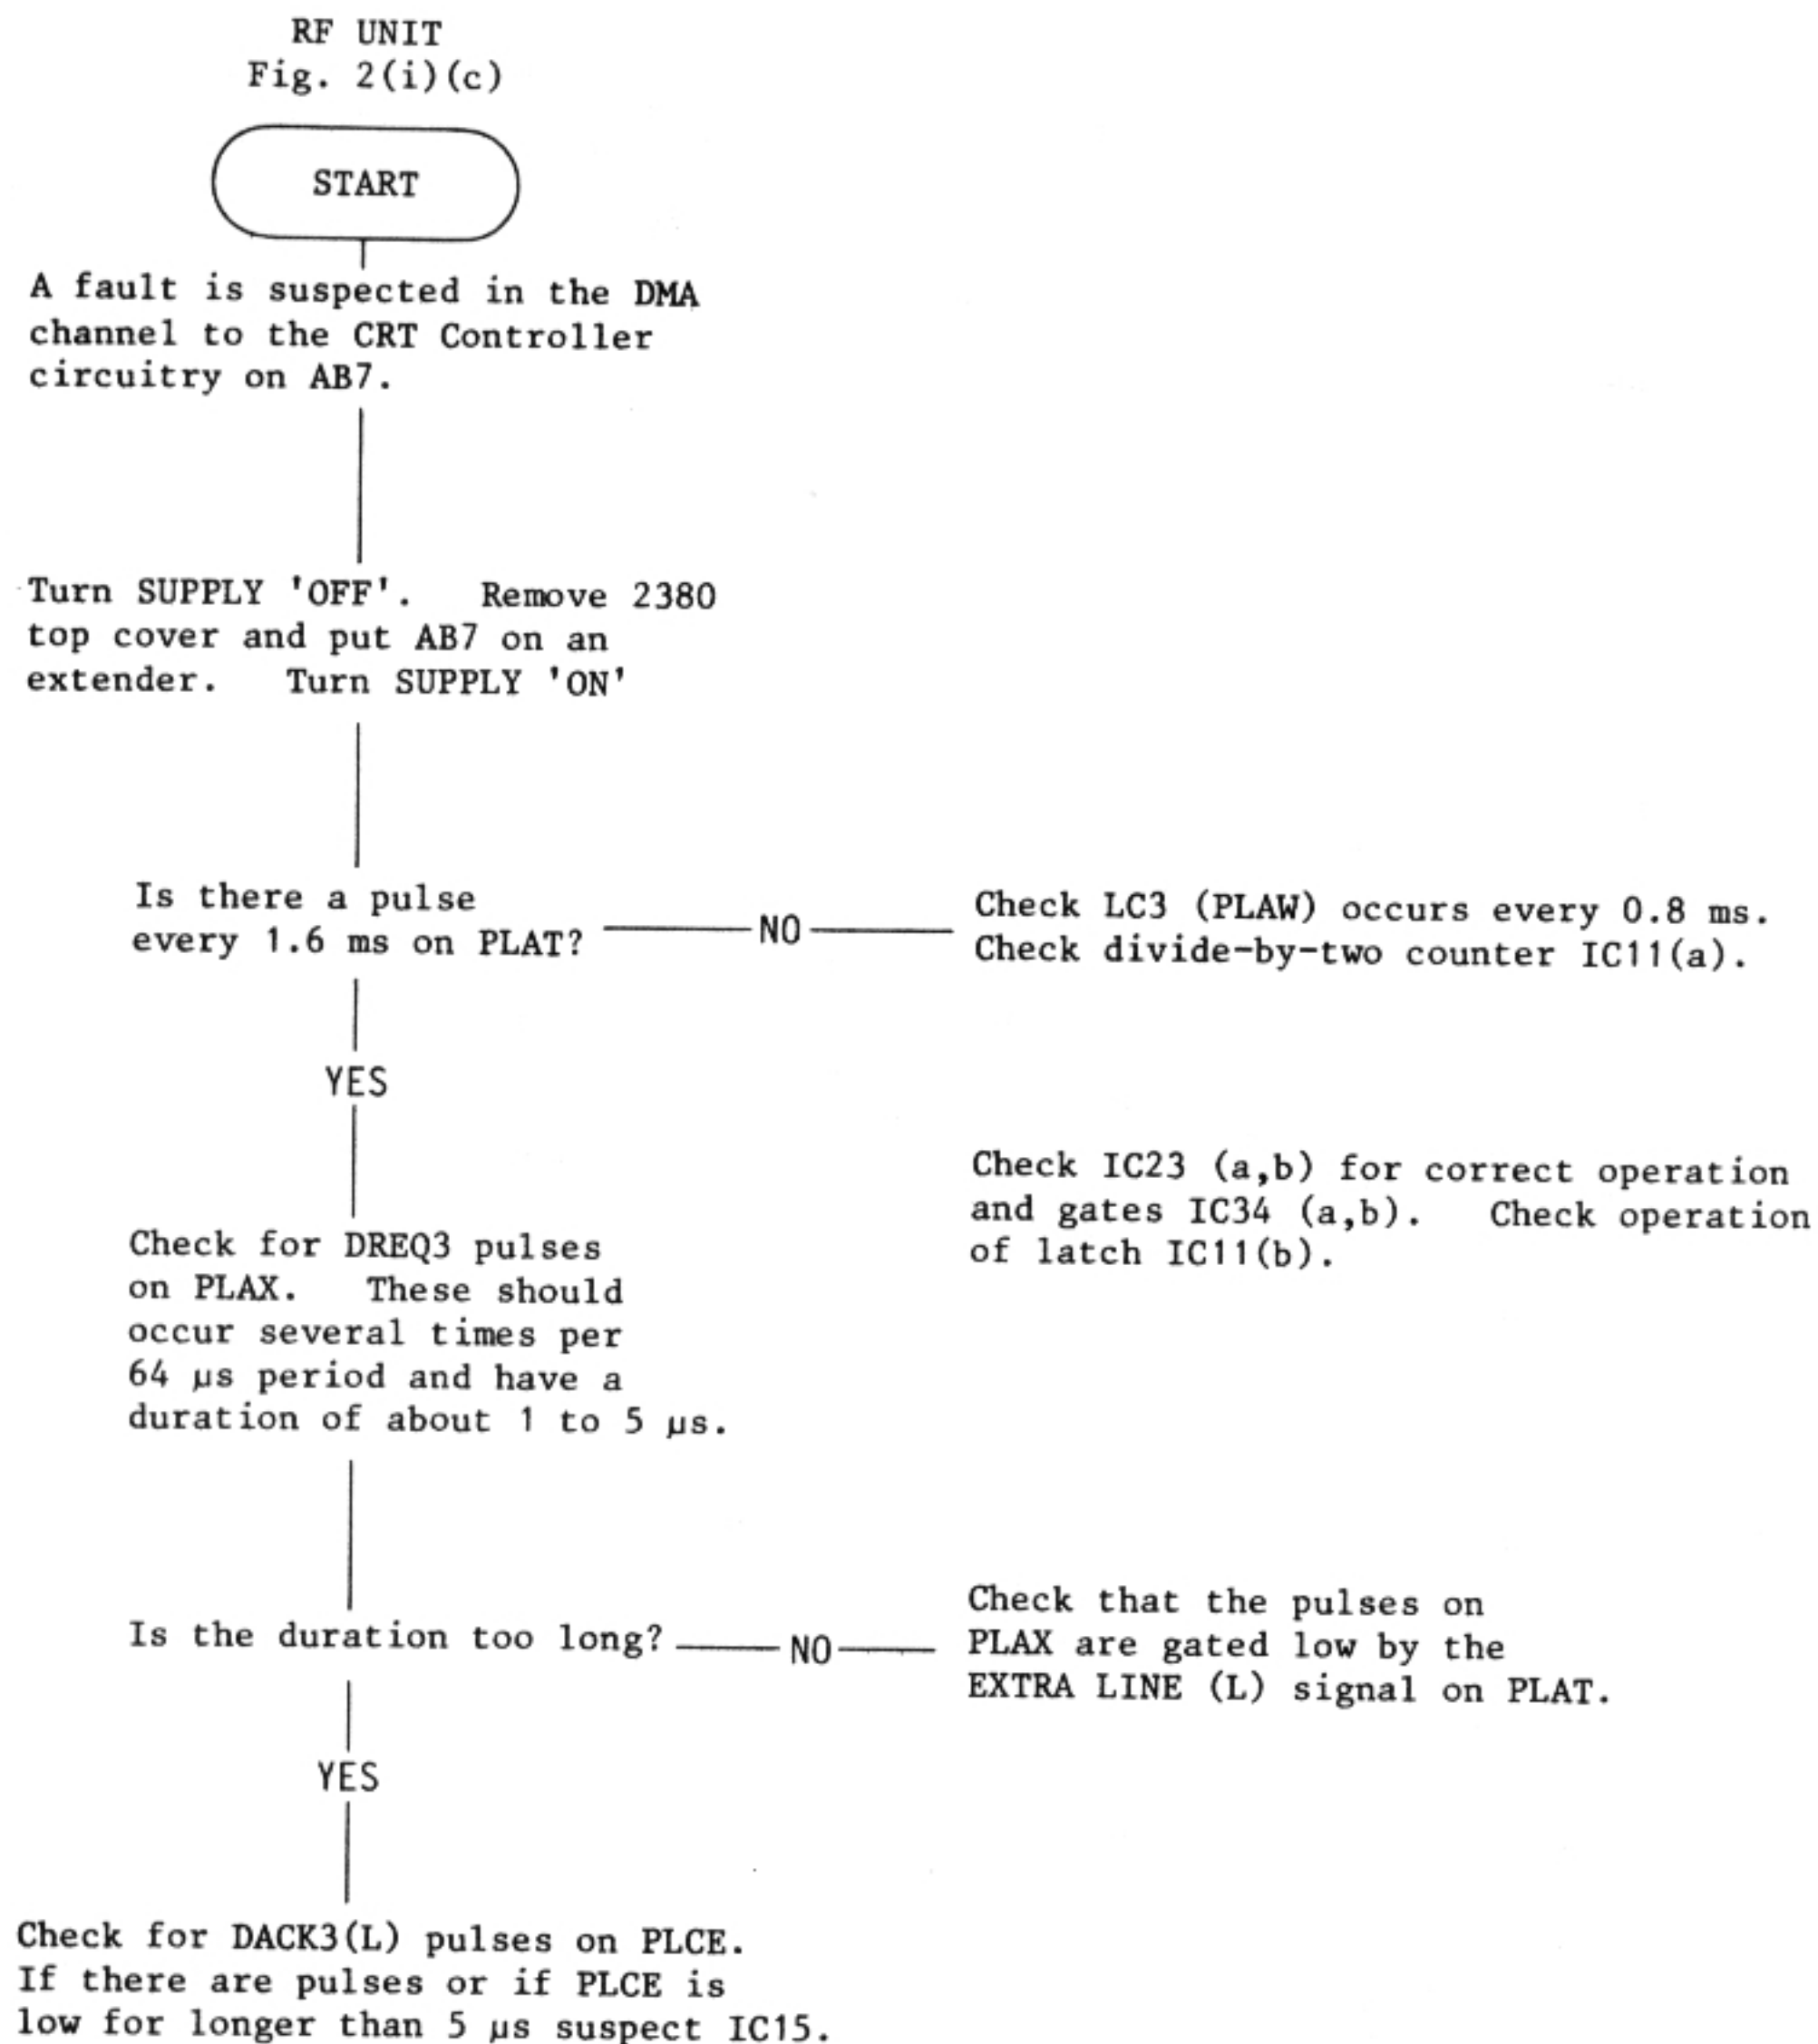 RF UNIT
Fig. 2(i)(c)
START
A fault is suspected in the DMA
channel to the CRT Controller
circuitry on AB7.
Turn SUPPLY 'OFF'. Remove 2380
top cover and put AB7 on an
extender. Turn SUPPLY 'ON'
Is there a pulse
every 1.6 ms on PLAT?
NO
Check LC3 (PLAW) occurs every 0.8 ms.
Check divide-by-two counter IC11(a).
YES
Check IC23 (a,b) for correct operation
and gates IC34 (a,b). Check operation
of latch IC11(b).
Check for DREQ3 pulses
on PLAX. These should
occur several times per
64 µs period and have a
duration of about 1 to 5 µs.
Is the duration too long?
NO
Check that the pulses on
PLAX are gated low by the
EXTRA LINE (L) signal on PLAT.
YES
Check for DACK3(L) pulses on PLCE.
If there are pulses or if PLCE is
low for longer than 5 µs suspect IC15.